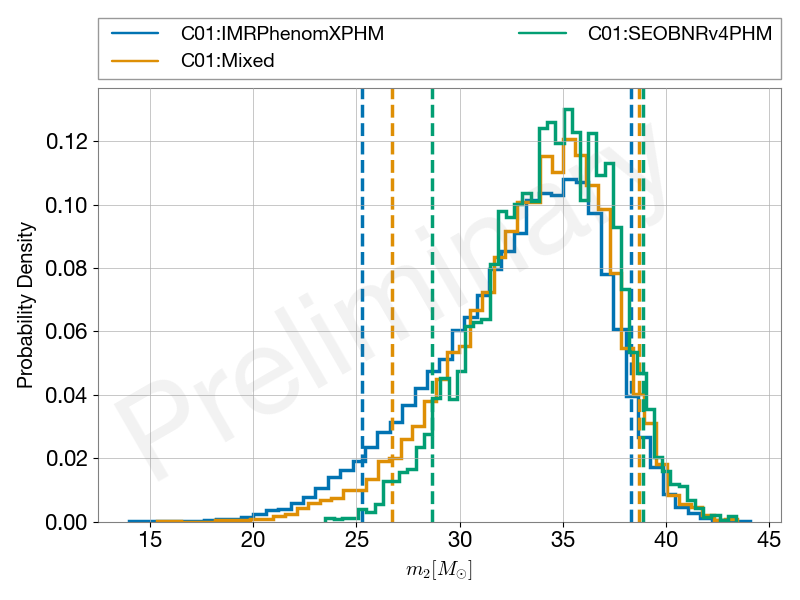 C01:IMRPhenomXPHM
C01:Mixed
C01:SEOBNRv4PHM
0.12
0.10
0.08
0.06
0.04
0.02
0.00
Probability Density
Preliminary
15 20 25 30 35 40 45
m₂[M☉]